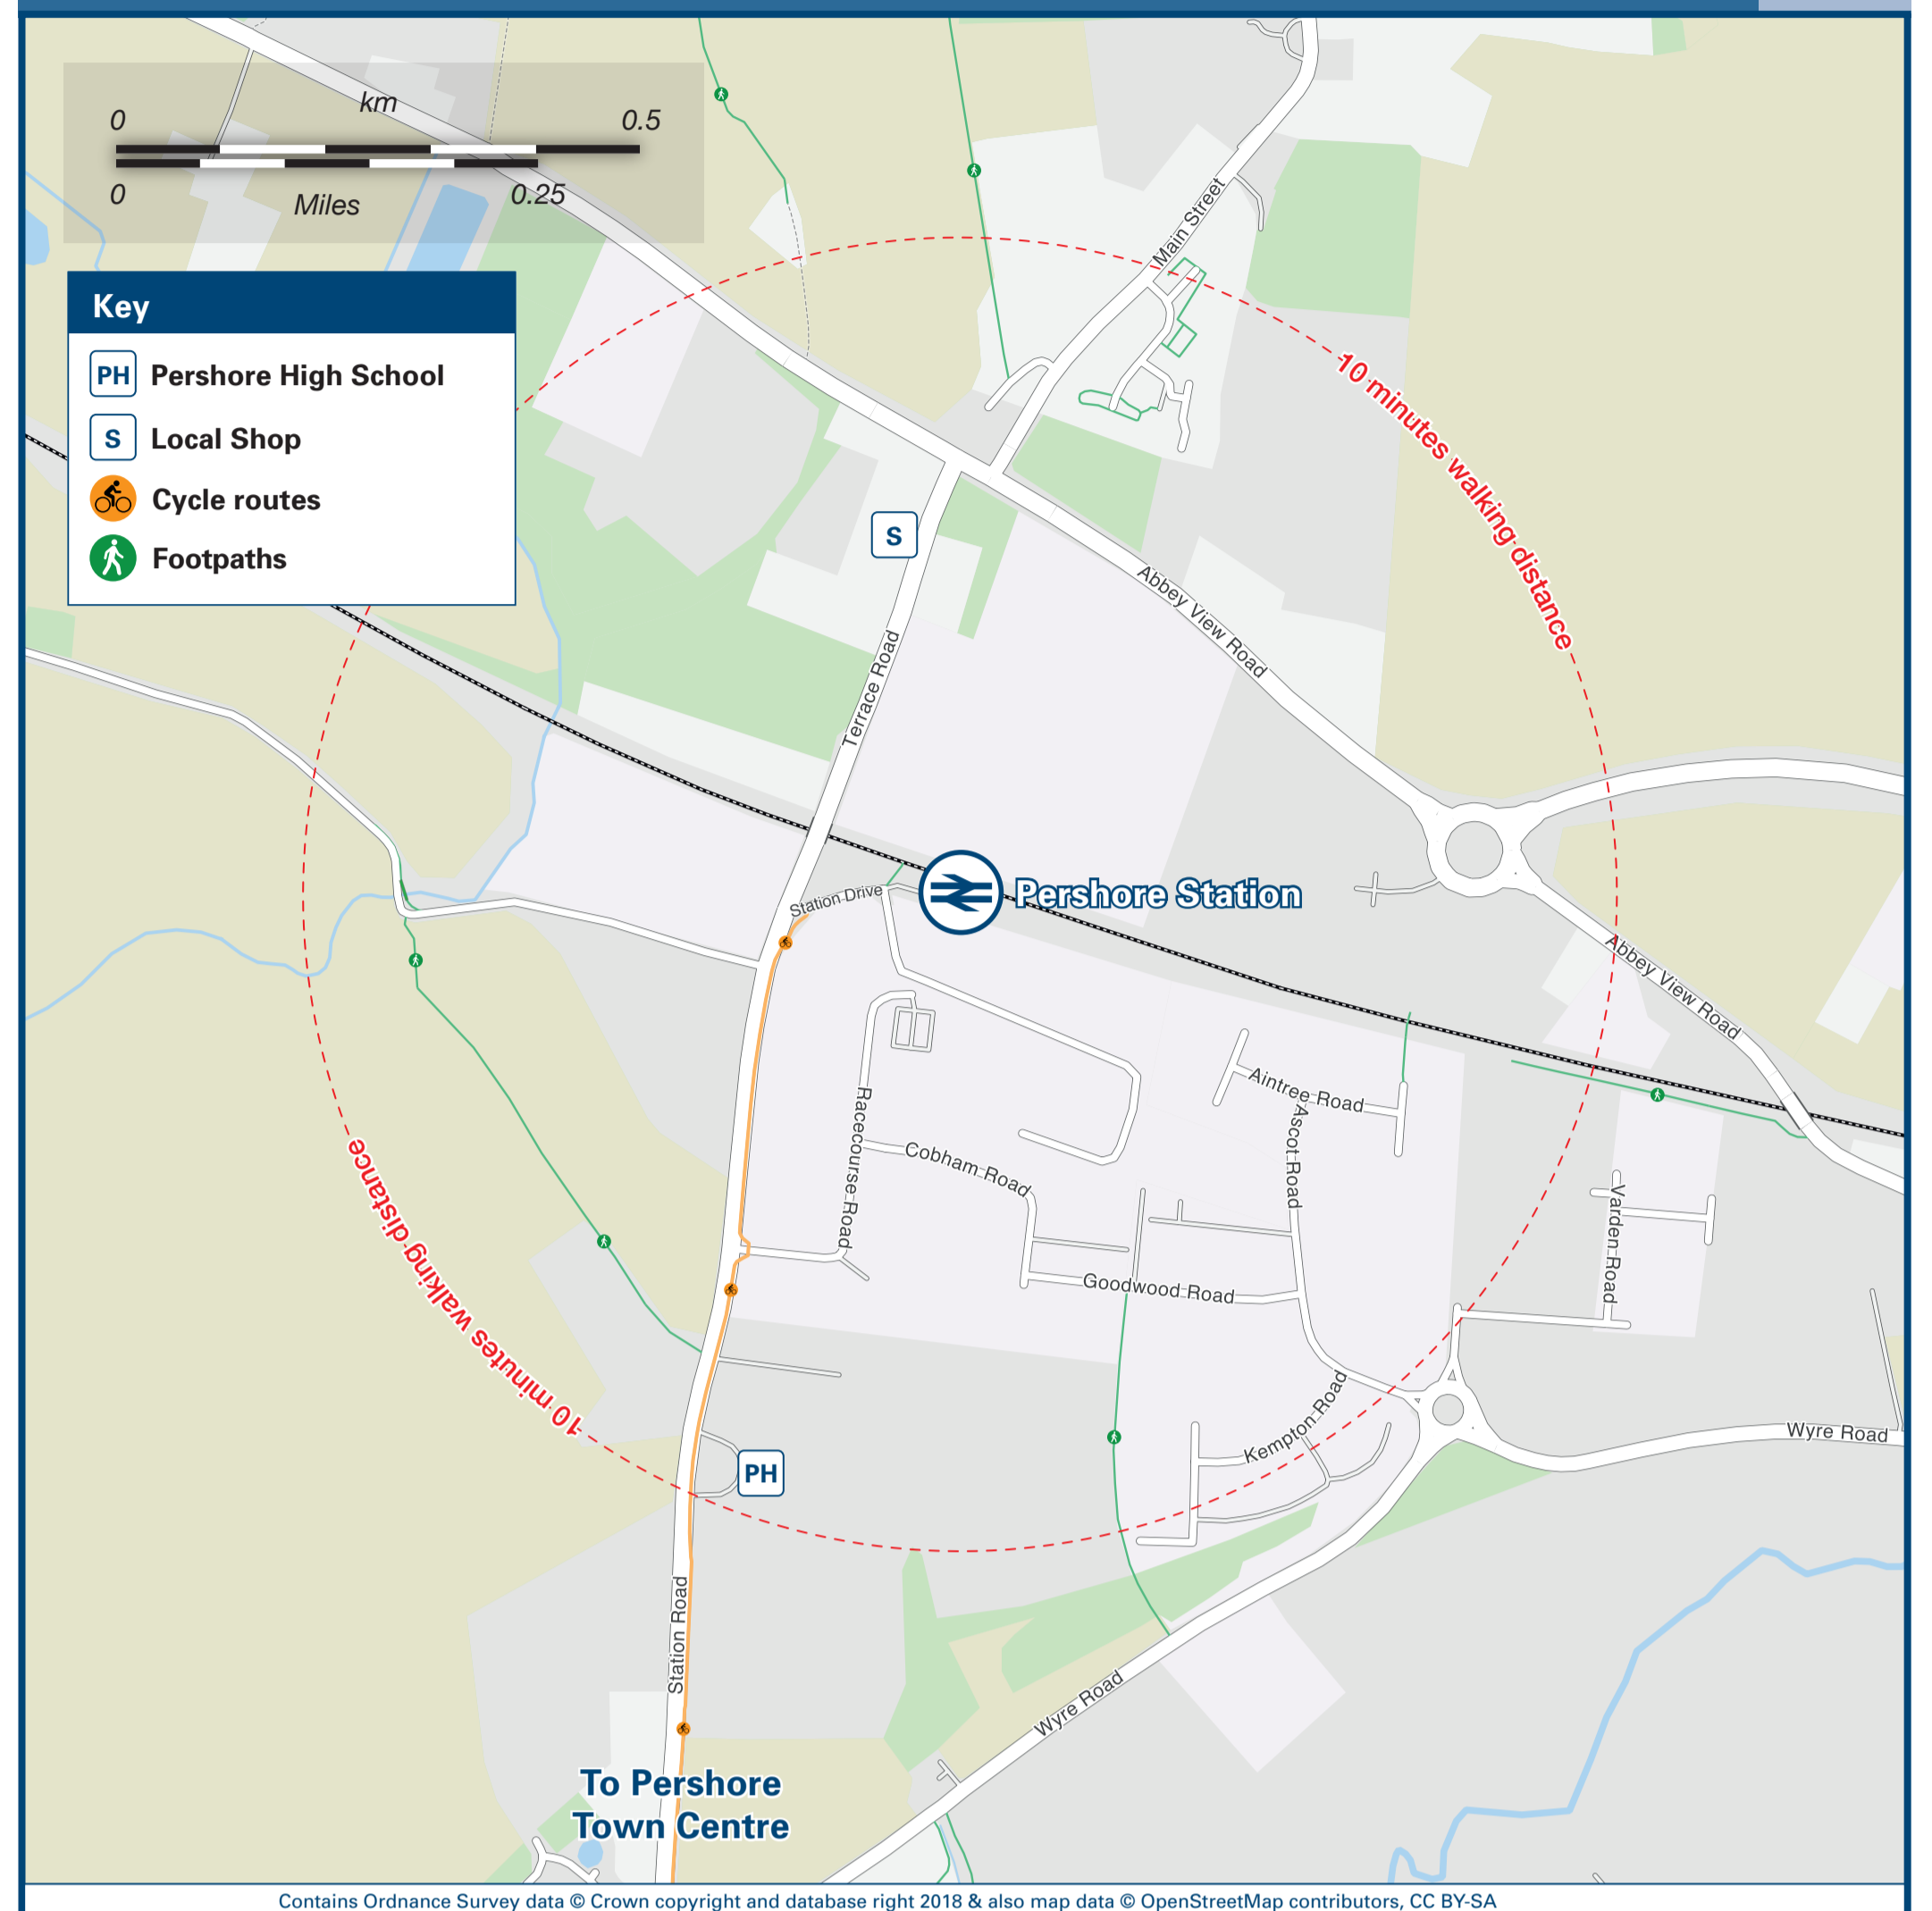 km
0
0.5
0
Miles
0.25
Key
PH
Pershore High School
S
Local Shop
Cycle routes
Footpaths
Main Street
10 minutes walking distance
S
Abbey View Road
Terrace Road
Station Drive
Pershore Station
Abbey View Road
Aintree Road
Ascot Road
Racecourse Road
Cobham Road
Goodwood Road
Varden Road
10 minutes walking distance
Kempton Road
Wyre Road
PH
Station Road
Wyre Road
To Pershore
Town Centre
Contains Ordnance Survey data © Crown copyright and database right 2018 & also map data © OpenStreetMap contributors, CC BY-SA